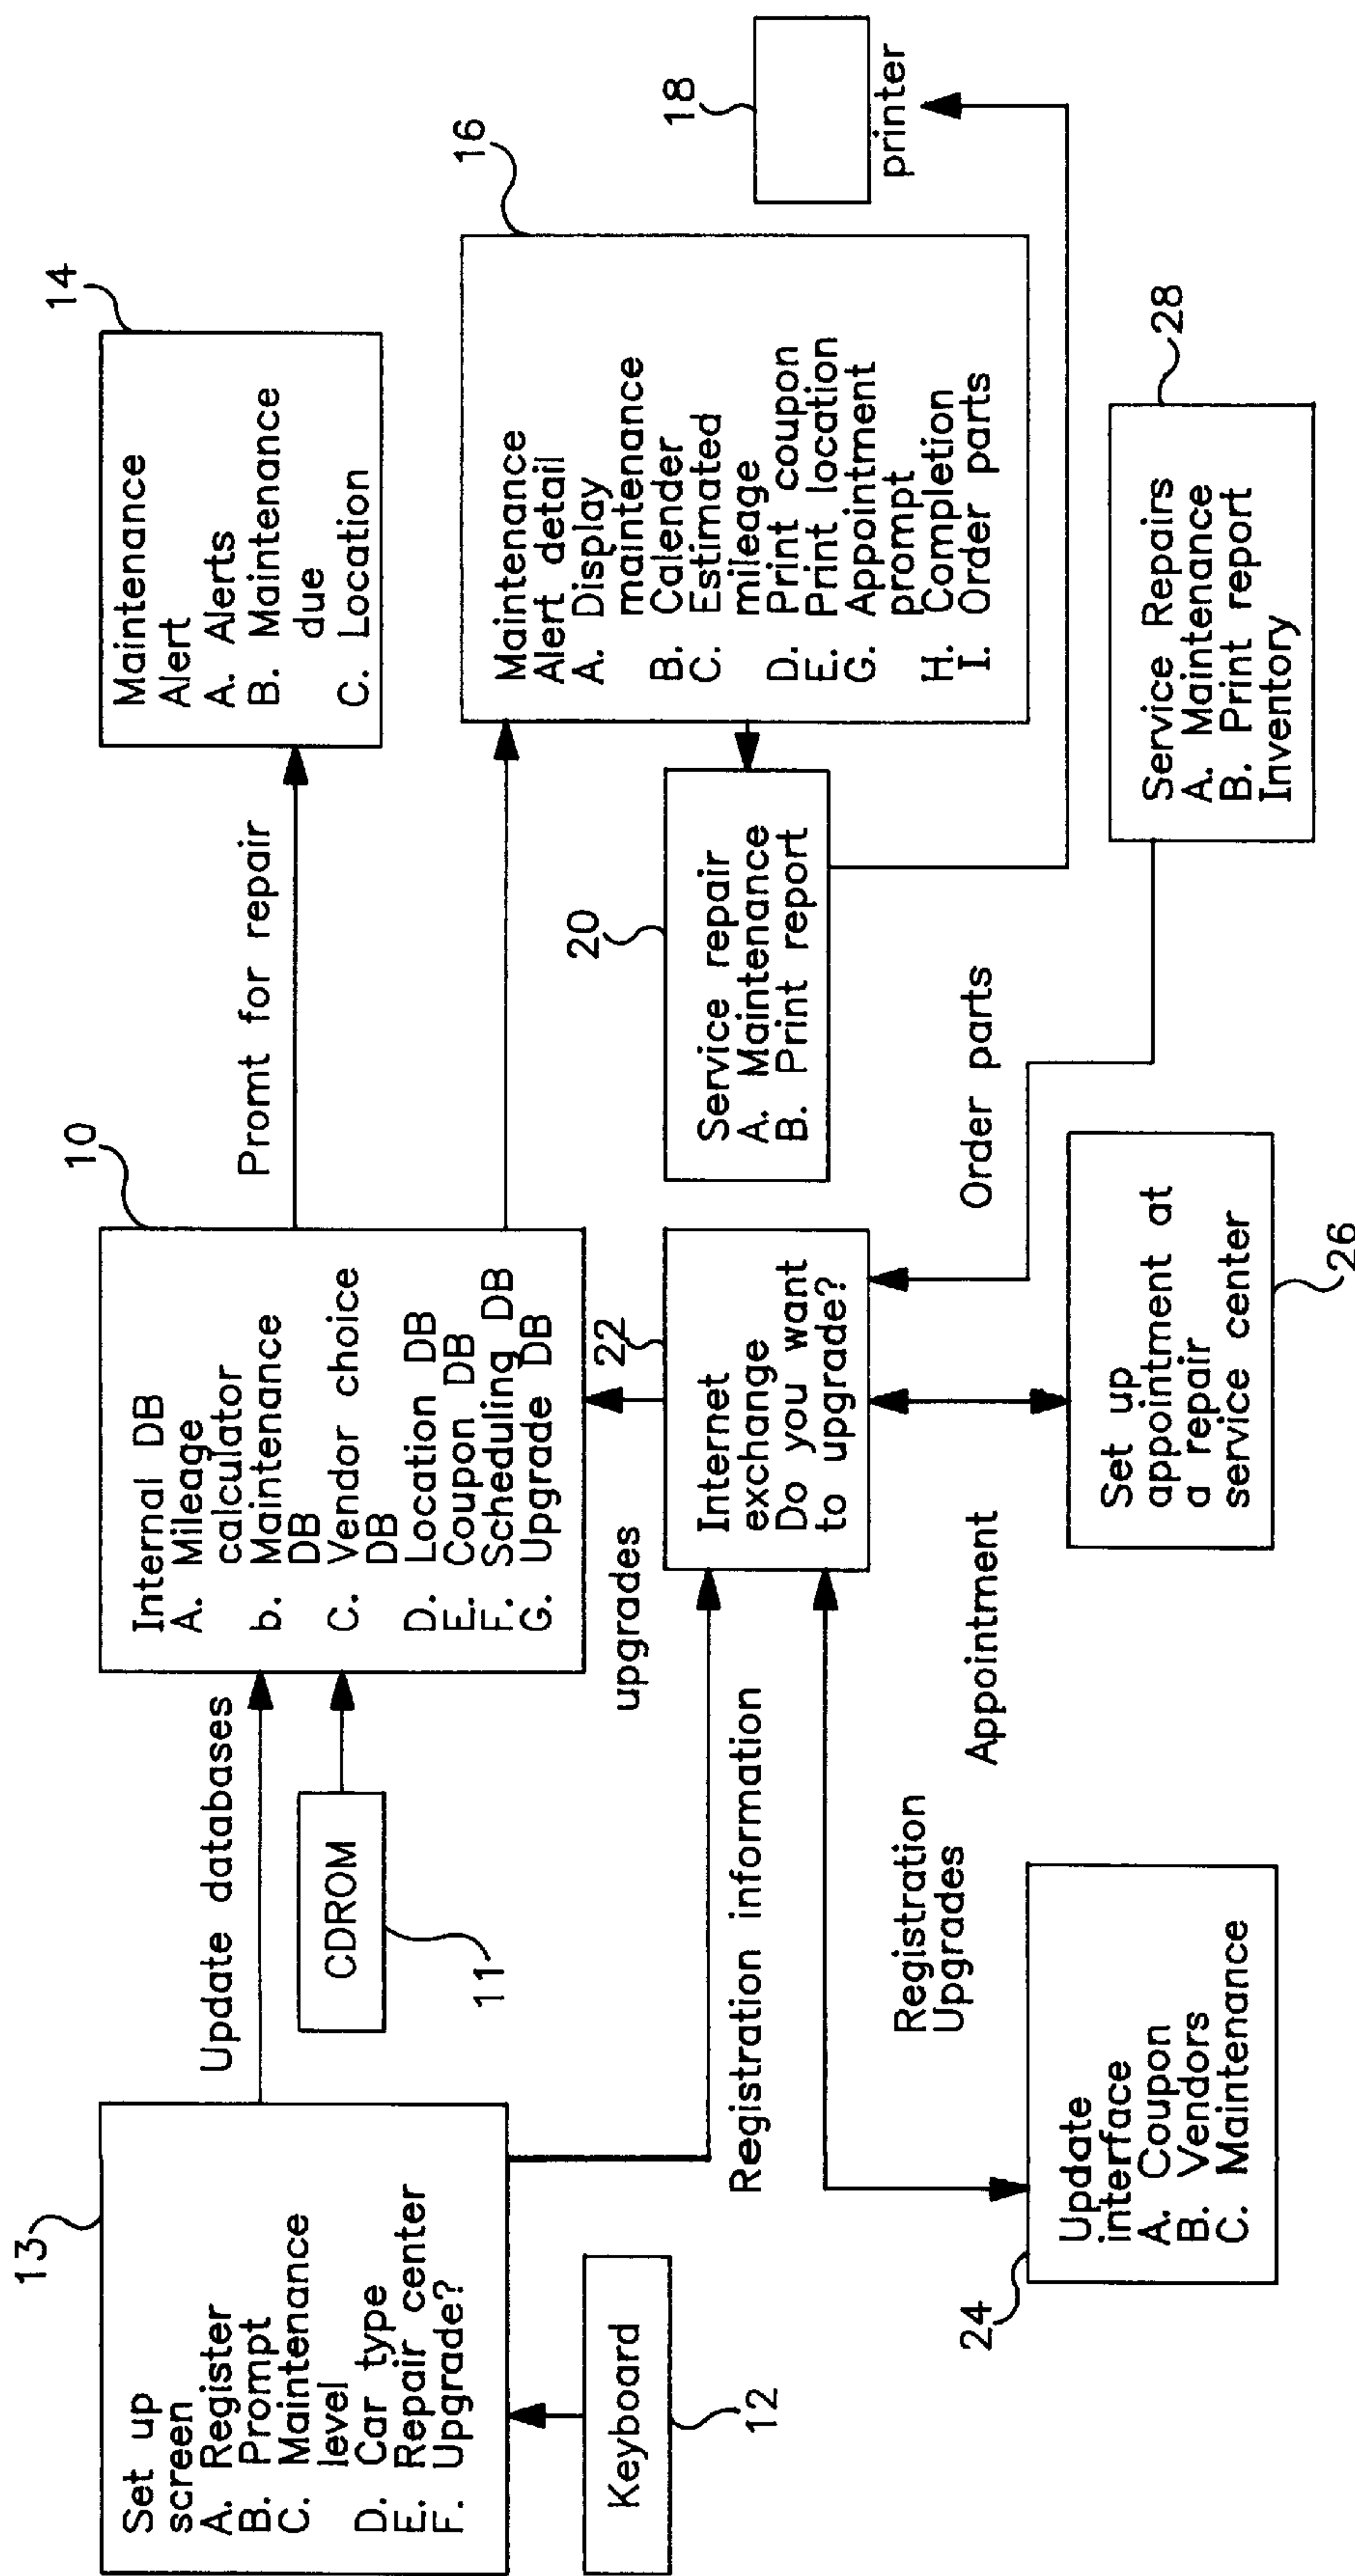 13
Set up
screen
A. Register
B. Prompt
C. Maintenance
level
D. Car type
E. Repair center
F. Upgrade?
Keyboard
12
Update databases
CDROM
11
10
Internal DB
A. Mileage
calculator
b. Maintenance
DB
C. Vendor choice
DB
D. Location DB
E. Coupon DB
F. Scheduling DB
G. Upgrade DB
Promt for repair
14
Maintenance
Alert
A. Alerts
B. Maintenance
due
C. Location
16
Maintenance
Alert detail
A. Display
maintenance
B. Calender
C. Estimated
mileage
D. Print coupon
E. Print location
G. Appointment
prompt
H. Completion
I. Order parts
18
printer
20
Service repair
A. Maintenance
B. Print report
upgrades
22
Internet
exchange
Do you want
to upgrade?
Registration information
Registration
Upgrades
24
Update
interface
A. Coupon
B. Vendors
C. Maintenance
Appointment
Set up
appointment at
a repair
service center
26
Order parts
28
Service Repairs
A. Maintenance
B. Print report
Inventory